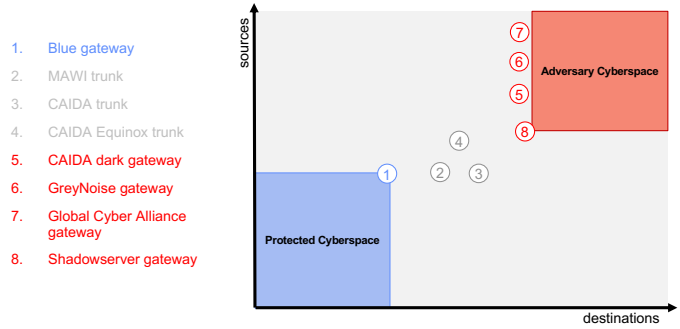 1. Blue gateway
2. MAWI trunk
3. CAIDA trunk
4. CAIDA Equinox trunk
5. CAIDA dark gateway
6. GreyNoise gateway
7. Global Cyber Alliance
gateway
8. Shadowserver gateway
sources
7
6
Adversary Cyberspace
5
8
4
1
2
3
Protected Cyberspace
destinations